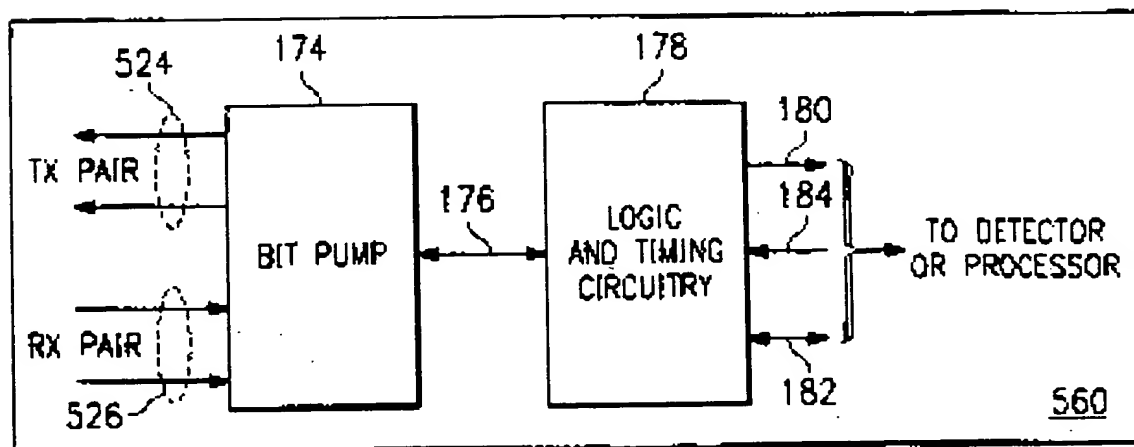 174
178
524
180
TX PAIR
176
184
BIT PUMP
LOGIC
AND TIMING
CIRCUITRY
TO DETECTOR
OR PROCESSOR
RX PAIR
182
526
560